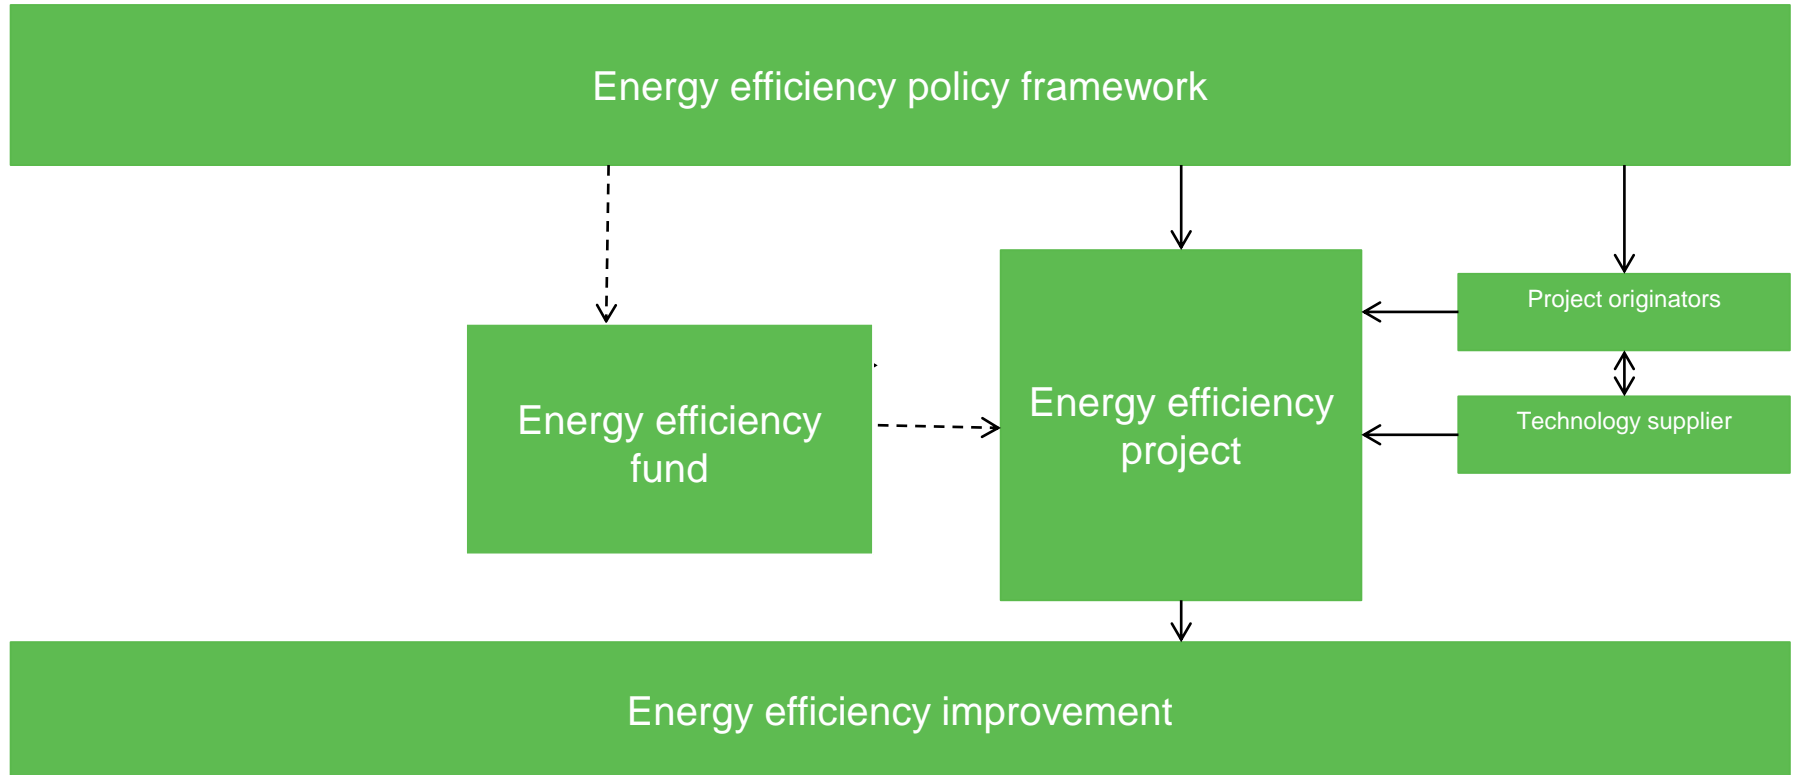 Energy efficiency policy framework
Project originators
Energy efficiency
project
Energy efficiency
fund
Technology supplier
Energy efficiency improvement